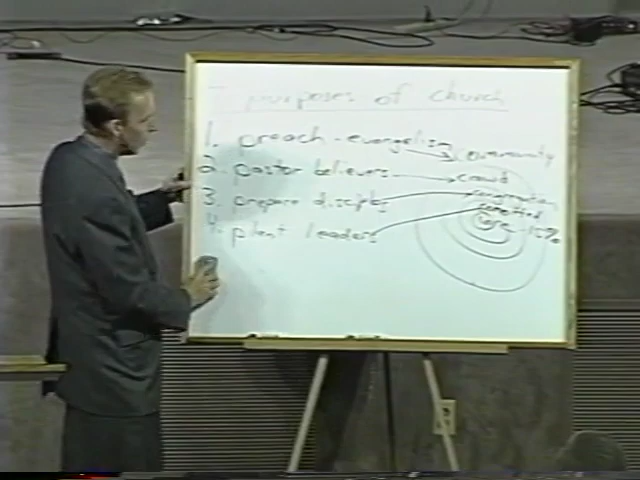 purposes of church
1. preach - evangelism community
2. pastor believers crowd
3. prepare disciples congregation
committed
4. plant leaders core - 15%